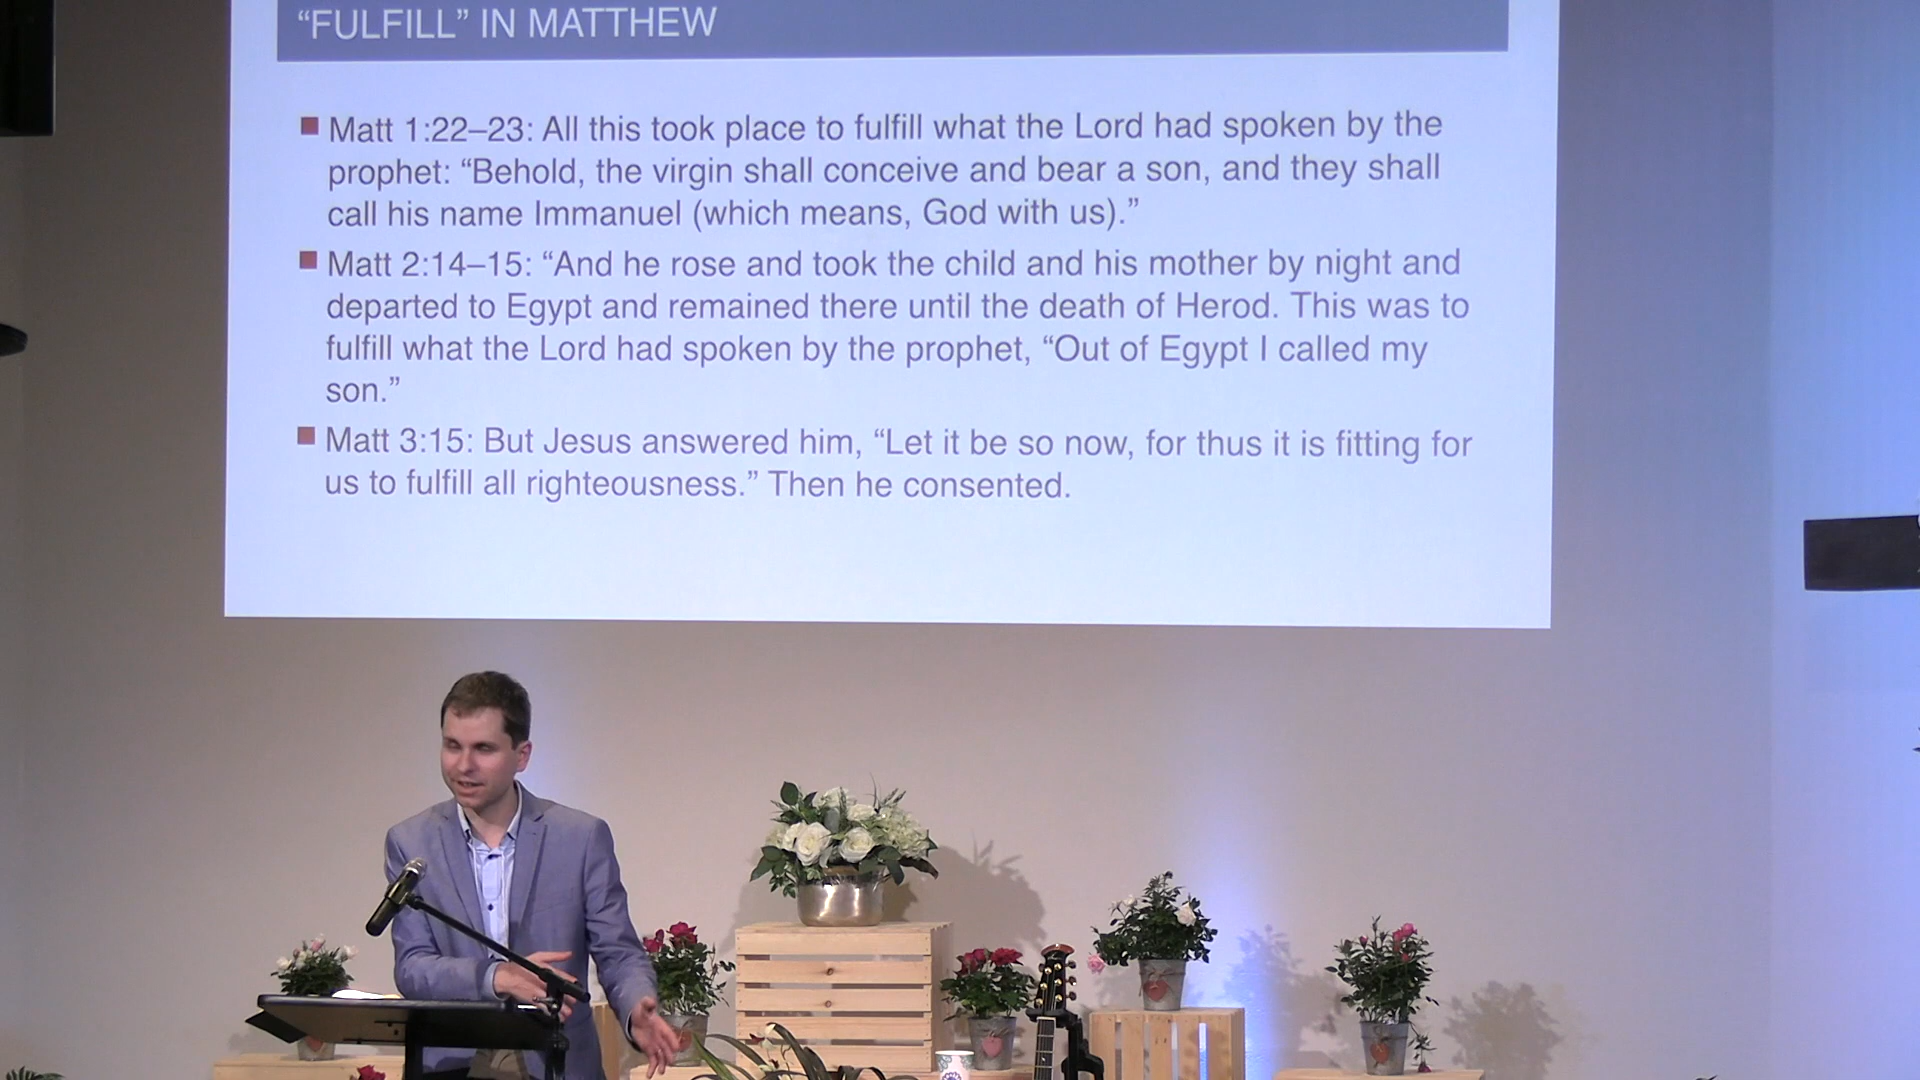 “FULFILL” IN MATTHEW
Matt 1:22–23: All this took place to fulfill what the Lord had spoken by the
prophet: “Behold, the virgin shall conceive and bear a son, and they shall
call his name Immanuel (which means, God with us).”
Matt 2:14–15: “And he rose and took the child and his mother by night and
departed to Egypt and remained there until the death of Herod. This was to
fulfill what the Lord had spoken by the prophet, “Out of Egypt I called my
son.”
Matt 3:15: But Jesus answered him, “Let it be so now, for thus it is fitting for
us to fulfill all righteousness.” Then he consented.